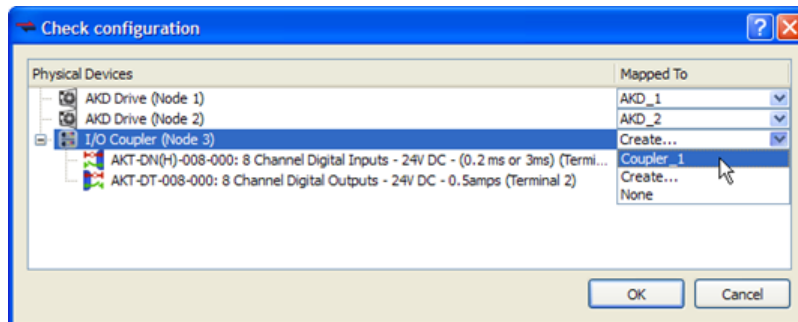 Check configuration
Physical Devices Mapped To
AKD Drive (Node 1) AKD_1
AKD Drive (Node 2) AKD_2
I/O Coupler (Node 3) Create...
AKT-DN(H)-008-000: 8 Channel Digital Inputs - 24V DC - (0.2 ms or 3ms) (Termi... Coupler_1
AKT-DT-008-000: 8 Channel Digital Outputs - 24V DC - 0.5amps (Terminal 2) Create...
None
OK Cancel